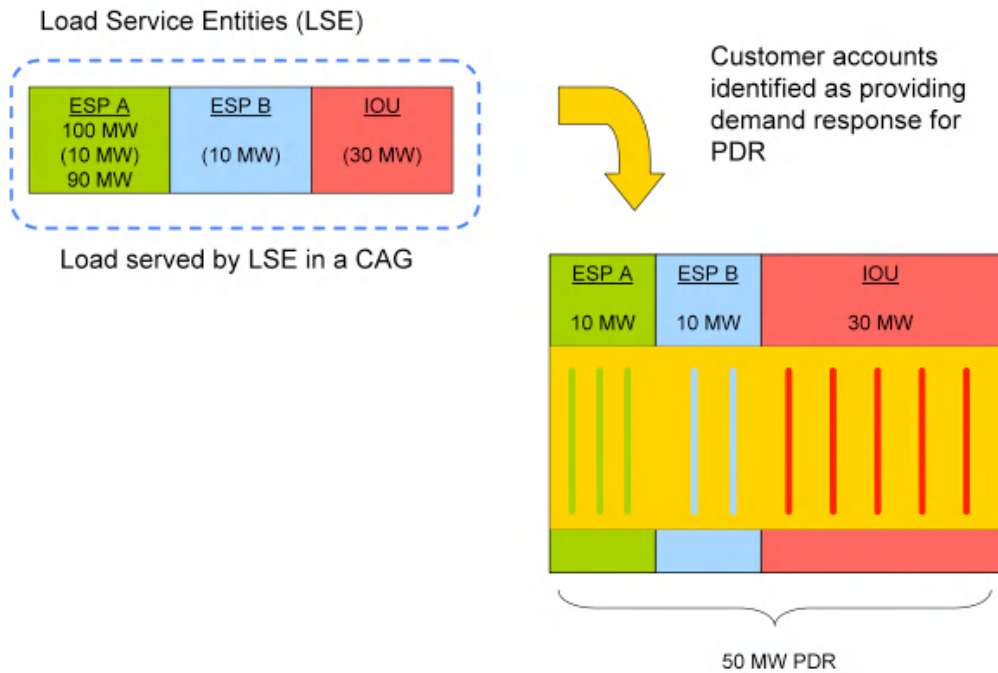 Load Service Entities (LSE)
ESP A
100 MW
(10 MW)
90 MW
ESP B
(10 MW)
IOU
(30 MW)
Load served by LSE in a CAG
Customer accounts
identified as providing
demand response for
PDR
ESP A
10 MW
ESP B
10 MW
IOU
30 MW
50 MW PDR